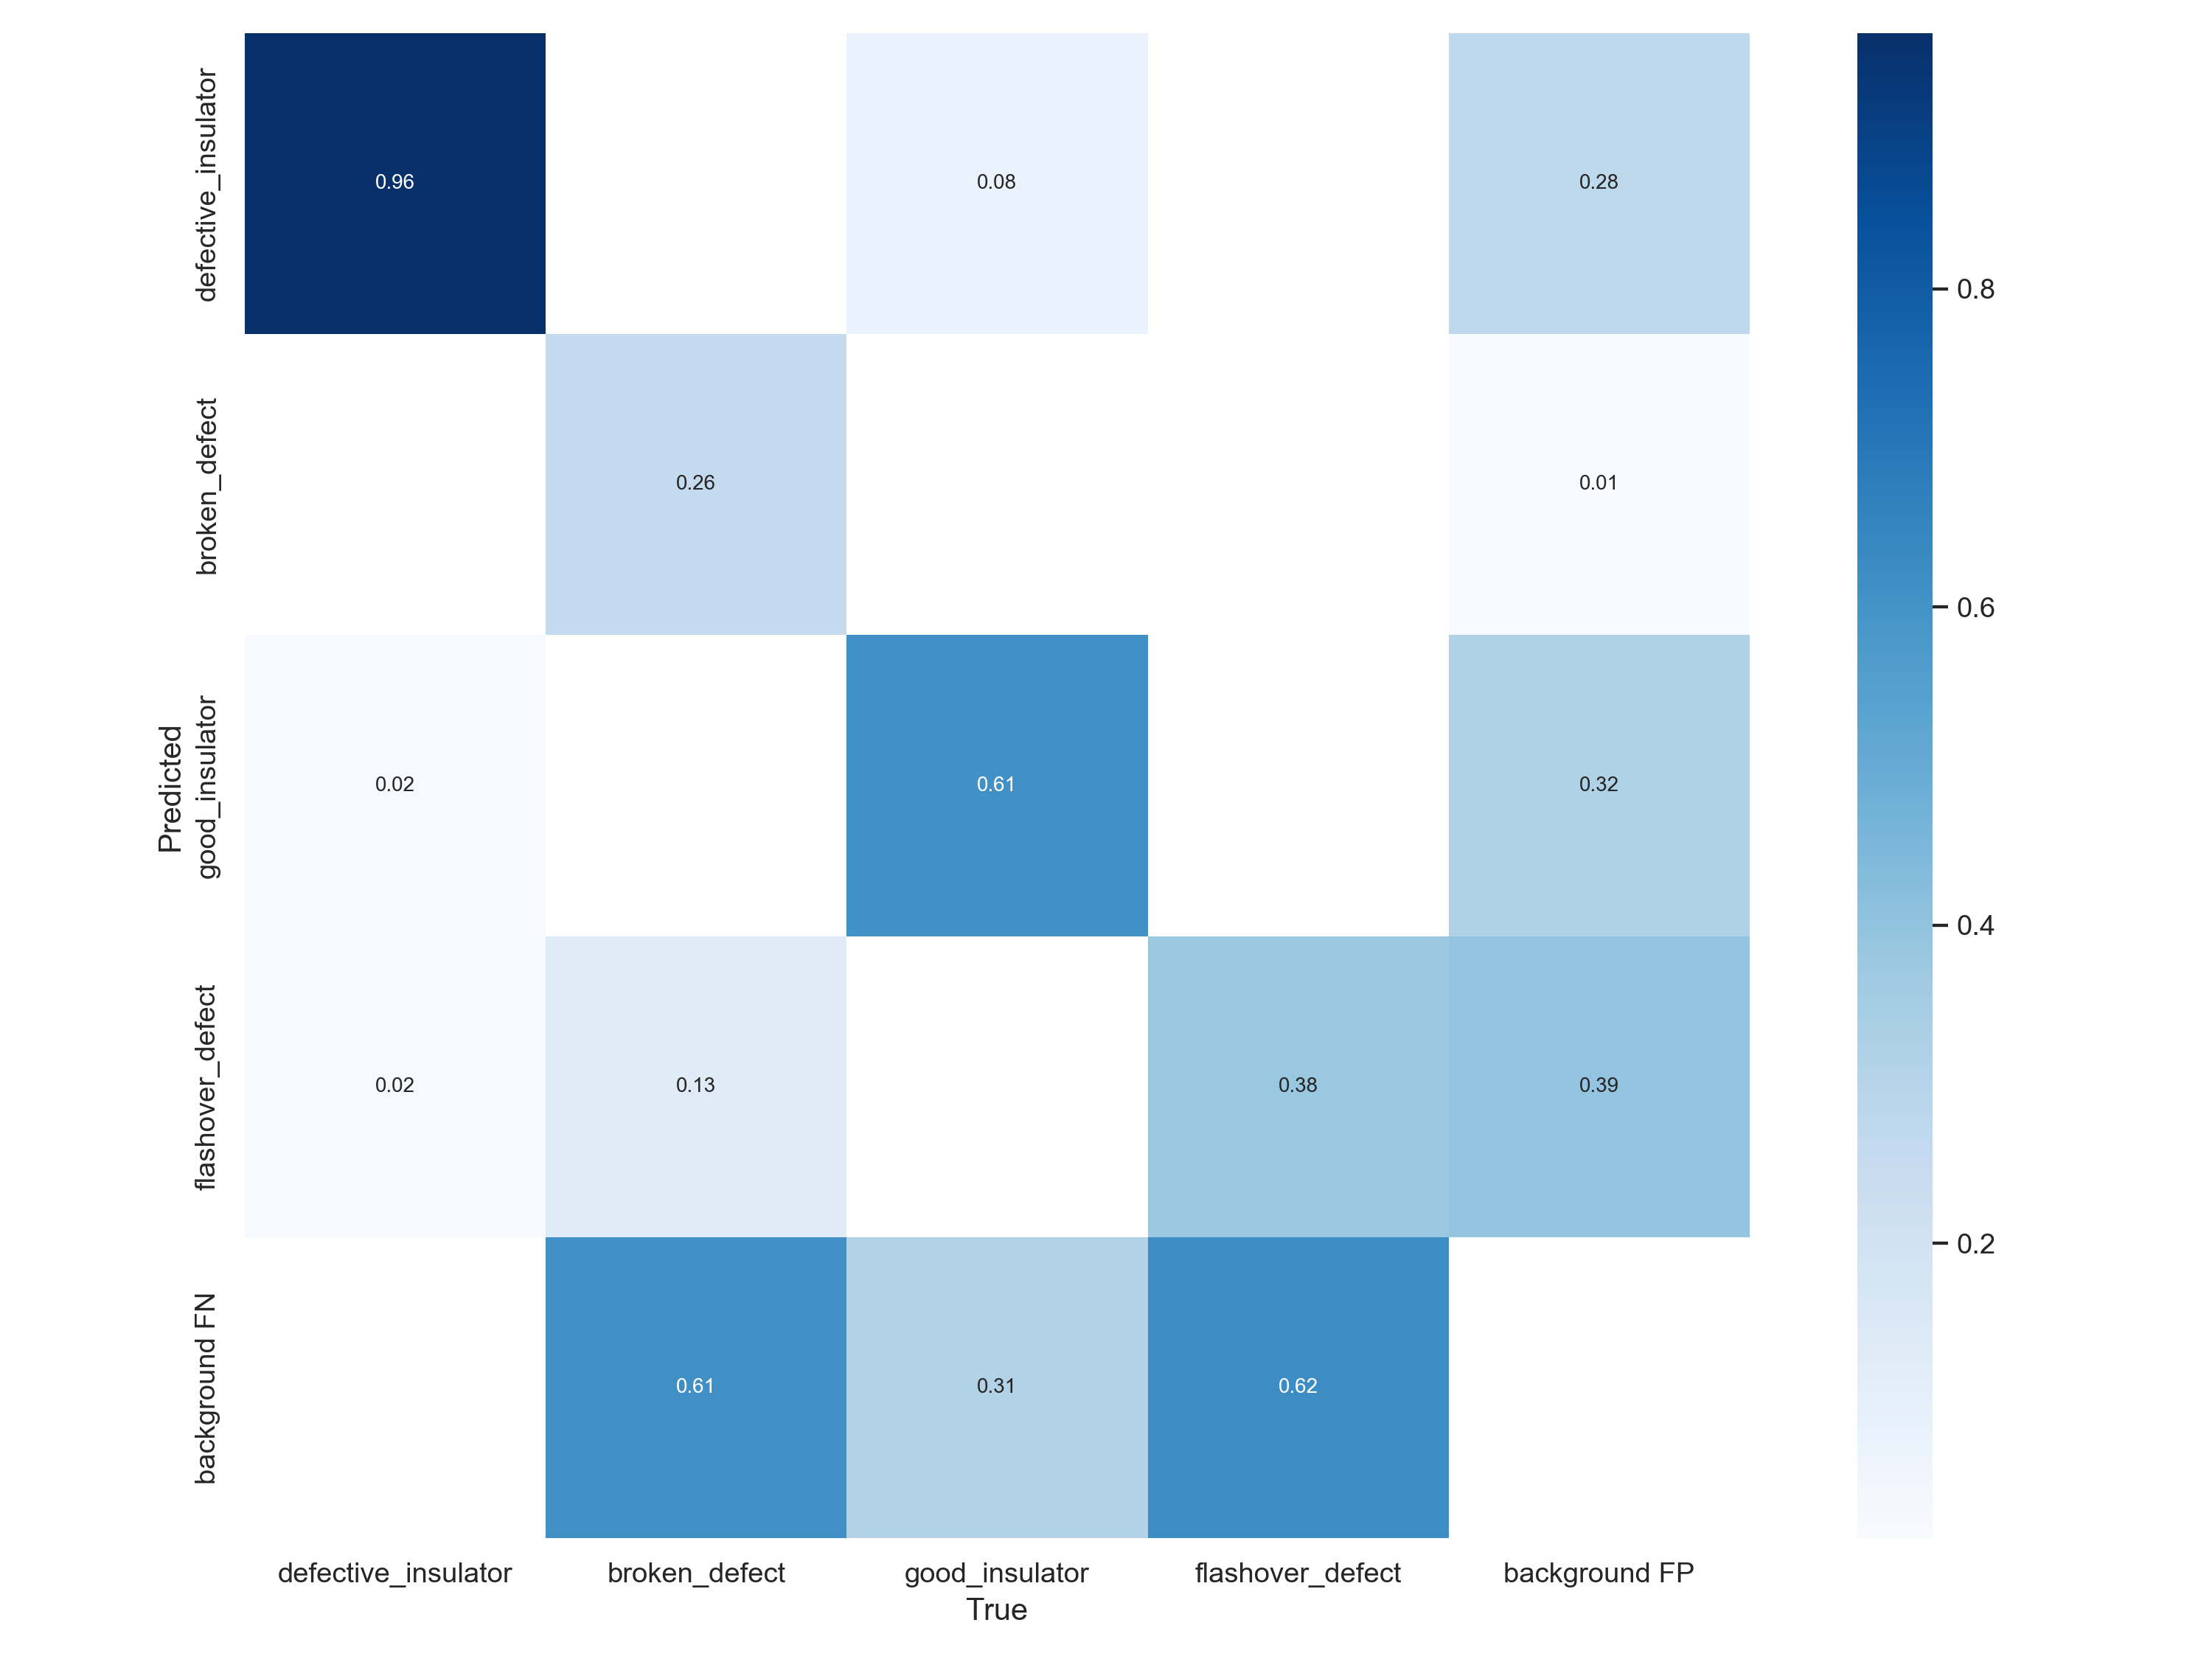 defective_insulator
0.96
0.08
0.28
broken_defect
0.26
0.01
Predicted
good_insulator
0.02
0.61
0.32
flashover_defect
0.02
0.13
0.38
0.39
background FN
0.61
0.31
0.62
defective_insulator
broken_defect
good_insulator
flashover_defect
background FP
True
0.8
0.6
0.4
0.2